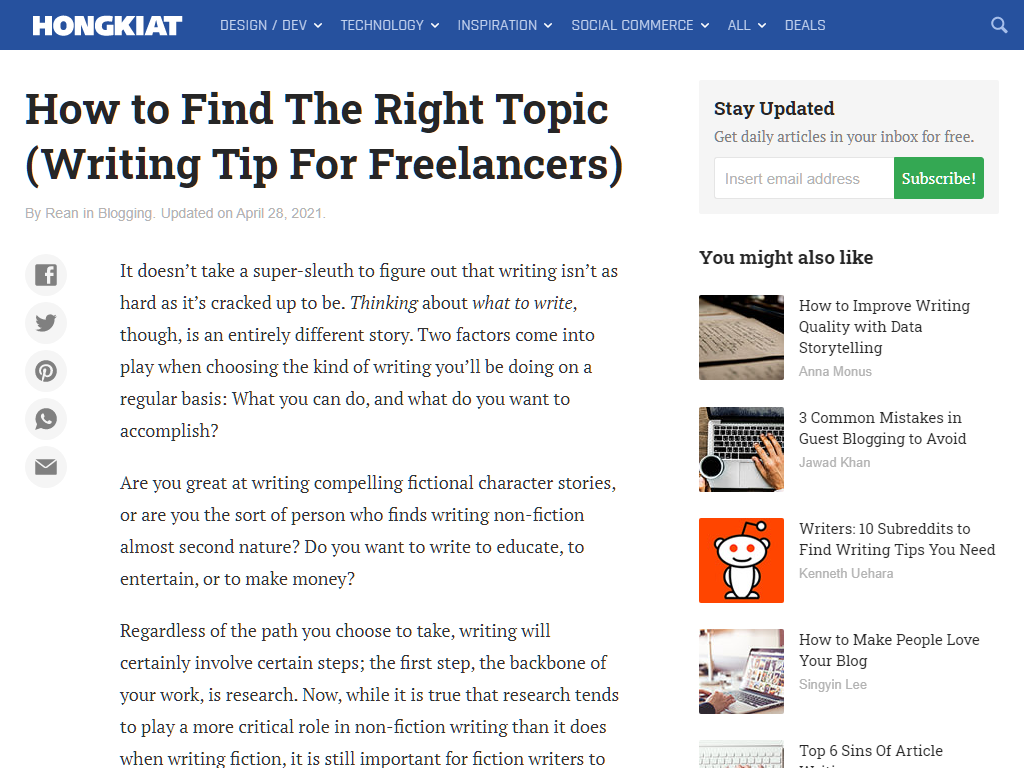 HONGKIAT
DESIGN / DEV
TECHNOLOGY
INSPIRATION
SOCIAL COMMERCE
ALL
DEALS
How to Find The Right Topic
(Writing Tip For Freelancers)
By Rean in Blogging. Updated on April 28, 2021.
It doesn’t take a super-sleuth to figure out that writing isn’t as
hard as it’s cracked up to be. Thinking about what to write,
though, is an entirely different story. Two factors come into
play when choosing the kind of writing you’ll be doing on a
regular basis: What you can do, and what do you want to
accomplish?
Are you great at writing compelling fictional character stories,
or are you the sort of person who finds writing non-fiction
almost second nature? Do you want to write to educate, to
entertain, or to make money?
Regardless of the path you choose to take, writing will
certainly involve certain steps; the first step, the backbone of
your work, is research. Now, while it is true that research tends
to play a more critical role in non-fiction writing than it does
when writing fiction, it is still important for fiction writers to
Stay Updated
Get daily articles in your inbox for free.
Insert email address
Subscribe!
You might also like
How to Improve Writing
Quality with Data
Storytelling
Anna Monus
3 Common Mistakes in
Guest Blogging to Avoid
Jawad Khan
Writers: 10 Subreddits to
Find Writing Tips You Need
Kenneth Uehara
How to Make People Love
Your Blog
Singyin Lee
Top 6 Sins Of Article